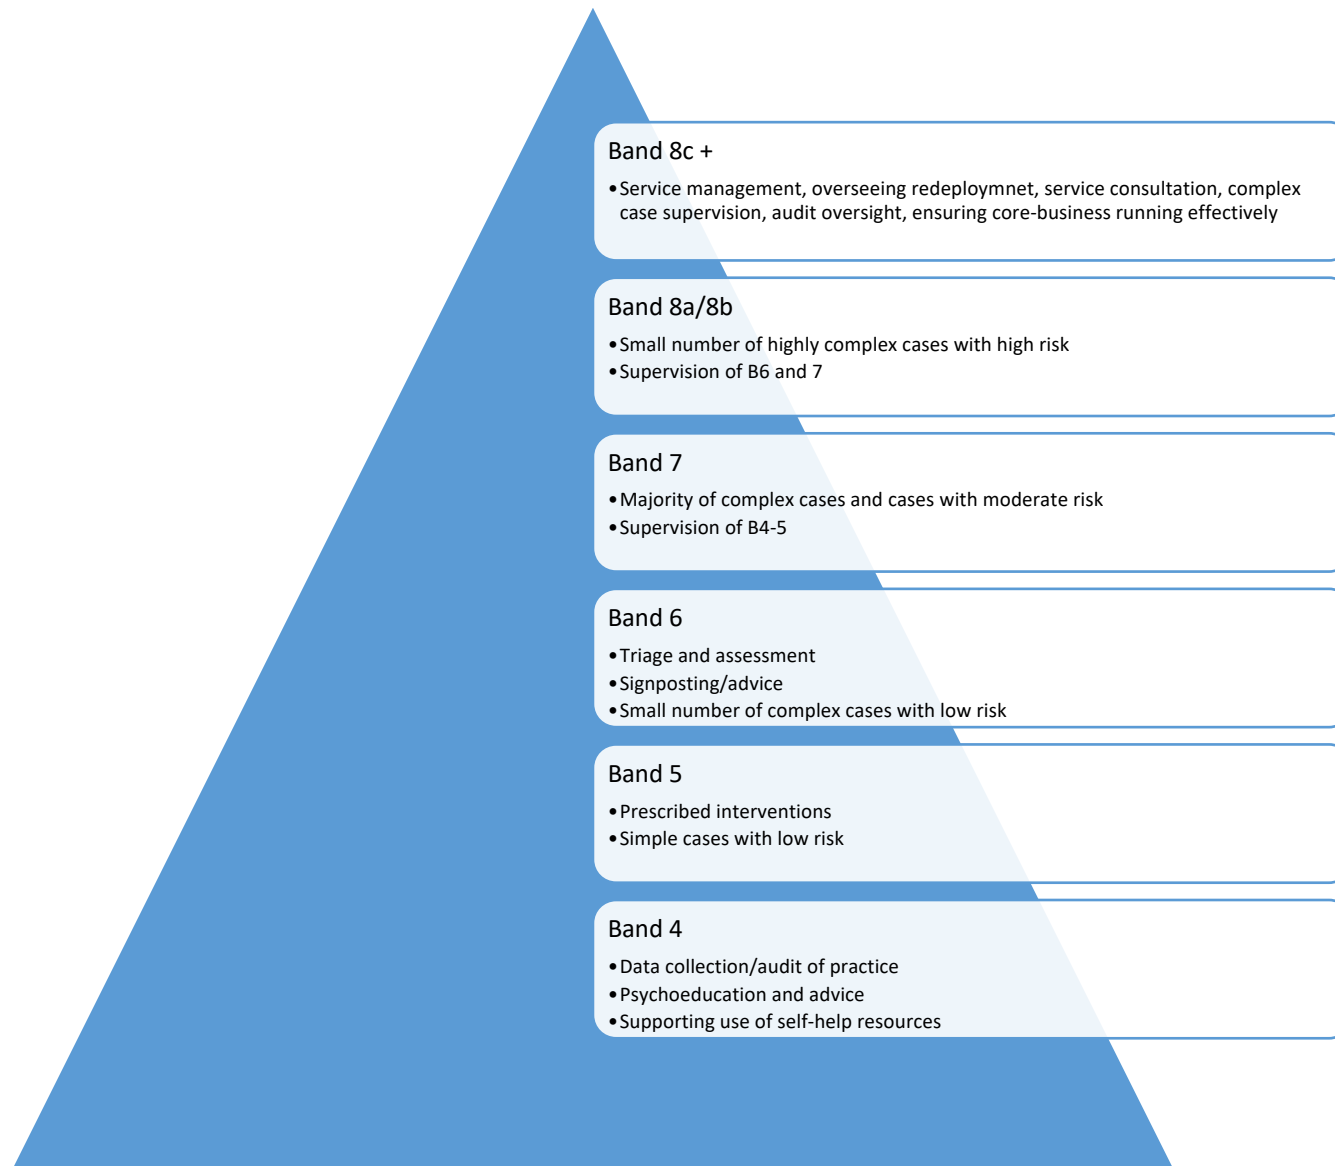 Band 8c +
•Service management, overseeing redeploymnet, service consultation, complex
case supervision, audit oversight, ensuring core-business running effectively
Band 8a/8b
•Small number of highly complex cases with high risk
•Supervision of B6 and 7
Band 7
•Majority of complex cases and cases with moderate risk
•Supervision of B4-5
Band 6
•Triage and assessment
•Signposting/advice
•Small number of complex cases with low risk
Band 5
•Prescribed interventions
•Simple cases with low risk
Band 4
•Data collection/audit of practice
•Psychoeducation and advice
•Supporting use of self-help resources